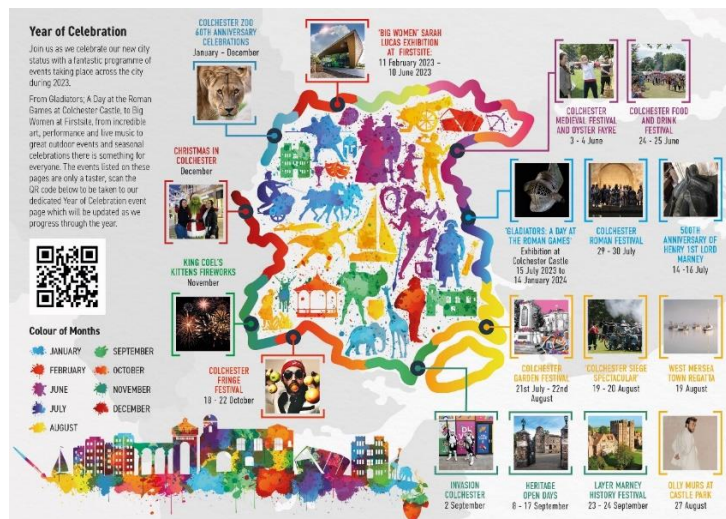 Year of Celebration
Join us as we celebrate our new city
status with a fantastic programme of
events taking place across the city
during 2023.
From Gladiators; A Day at the Roman
Games at Colchester Castle, to Big
Women at Firstsite, from incredible
art, performance and live music to
great outdoor events and seasonal
celebrations there is something for
everyone. The events listed on these
pages are only a taster, scan the
QR code below to be taken to our
dedicated Year of Celebration event
page which will be updated as we
progress through the year.
Colour of Months
JANUARY
FEBRUARY
JUNE
JULY
AUGUST
SEPTEMBER
OCTOBER
NOVEMBER
DECEMBER
COLCHESTER ZOO
60TH ANNIVERSARY
CELEBRATIONS
January - December
'BIG WOMEN' SARAH
LUCAS EXHIBITION
AT FIRSTSITE:
11 February 2023 -
10 June 2023
COLCHESTER
MEDIEVAL FESTIVAL
AND OYSTER FAYRE
3 - 4 June
COLCHESTER FOOD
AND DRINK
FESTIVAL
24 - 25 June
CHRISTMAS IN
COLCHESTER
December
'GLADIATORS: A DAY AT
THE ROMAN GAMES'
Exhibition at
Colchester Castle
15 July 2023 to
14 January 2024
COLCHESTER
ROMAN FESTIVAL
29 - 30 July
500TH
ANNIVERSARY OF
HENRY 1ST LORD
MARNEY
14 -16 July
KING COEL'S
KITTENS FIREWORKS
November
COLCHESTER
FRINGE
FESTIVAL
18 - 22 October
COLCHESTER
GARDEN FESTIVAL
21st July - 22nd
August
COLCHESTER SIEGE
SPECTACULAR'
19 - 20 August
WEST MERSEA
TOWN REGATTA
19 August
INVASION
COLCHESTER
2 September
HERITAGE
OPEN DAYS
8 - 17 September
LAYER MARNEY
HISTORY FESTIVAL
23 - 24 September
OLLY MURS AT
CASTLE PARK
27 August